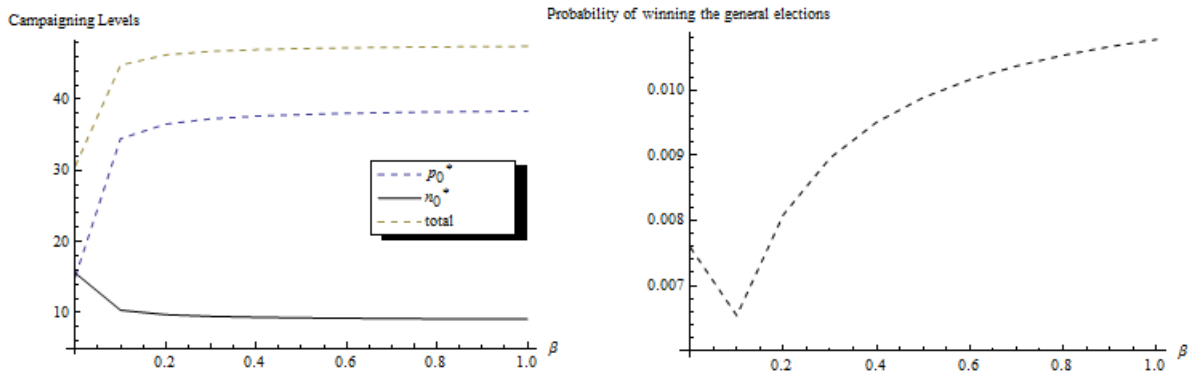 Campaigning Levels
40
30
20
10
0.2
0.4
0.6
0.8
1.0
β
p0*
n0*
total
Probability of winning the general elections
0.010
0.009
0.008
0.007
0.2
0.4
0.6
0.8
1.0
β